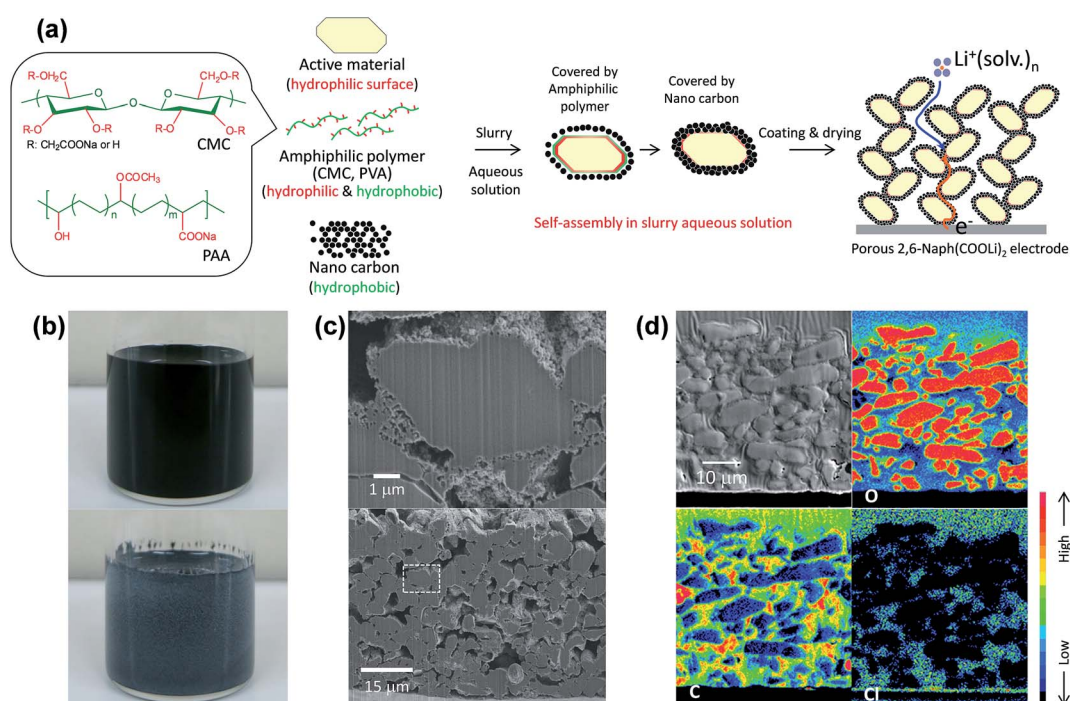 (a)
R-OH₂C
O
CH₂O-R
O
O
R-O
O-R
R-O
O-R
R: CH₂COONa or H
CMC
OCOCH₃
n
m
OH
COONa
PAA
Active material
(hydrophilic surface)
Amphiphilic polymer
(CMC, PVA)
(hydrophilic & hydrophobic)
Nano carbon
(hydrophobic)
Slurry
Aqueous
solution
Covered by
Amphiphilic
polymer
Covered by
Nano carbon
Self-assembly in slurry aqueous solution
Coating & drying
Li⁺(solv.)ₙ
e⁻
Porous 2,6-Naph(COOLi)₂ electrode
(b)
(c)
1 μm
15 μm
(d)
10 μm
O
C
Cl
High
Low